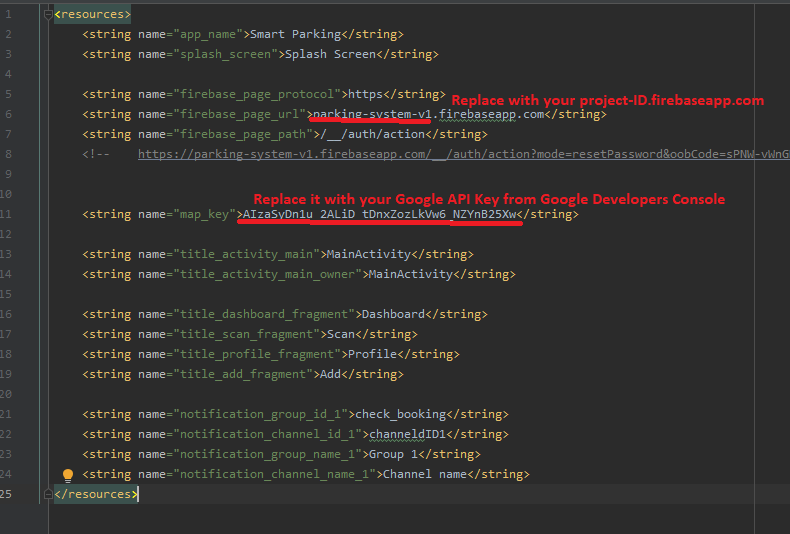 1 <resources>
2 <string name="app_name">Smart Parking</string>
3 <string name="splash_screen">Splash Screen</string>
4
5 <string name="firebase_page_protocol">https</string>
Replace with your project-ID.firebaseapp.com
6 <string name="firebase_page_url">parking-system-v1.firebaseapp.com</string>
7 <string name="firebase_page_path">/__/auth/action</string>
8 <!-- https://parking-system-v1.firebaseapp.com/__/auth/action?mode=resetPassword&oobCode=sPNW-vWnG
9
10
Replace it with your Google API Key from Google Developers Console
11 <string name="map_key">AIzaSyDn1u_2ALiD_tDnxZozLkVw6_NZYnB25Xw</string>
12
13 <string name="title_activity_main">MainActivity</string>
14 <string name="title_activity_main_owner">MainActivity</string>
15
16 <string name="title_dashboard_fragment">Dashboard</string>
17 <string name="title_scan_fragment">Scan</string>
18 <string name="title_profile_fragment">Profile</string>
19 <string name="title_add_fragment">Add</string>
20
21 <string name="notification_group_id_1">check_booking</string>
22 <string name="notification_channel_id_1">channeldID1</string>
23 <string name="notification_group_name_1">Group 1</string>
24 <string name="notification_channel_name_1">Channel name</string>
25 </resources>